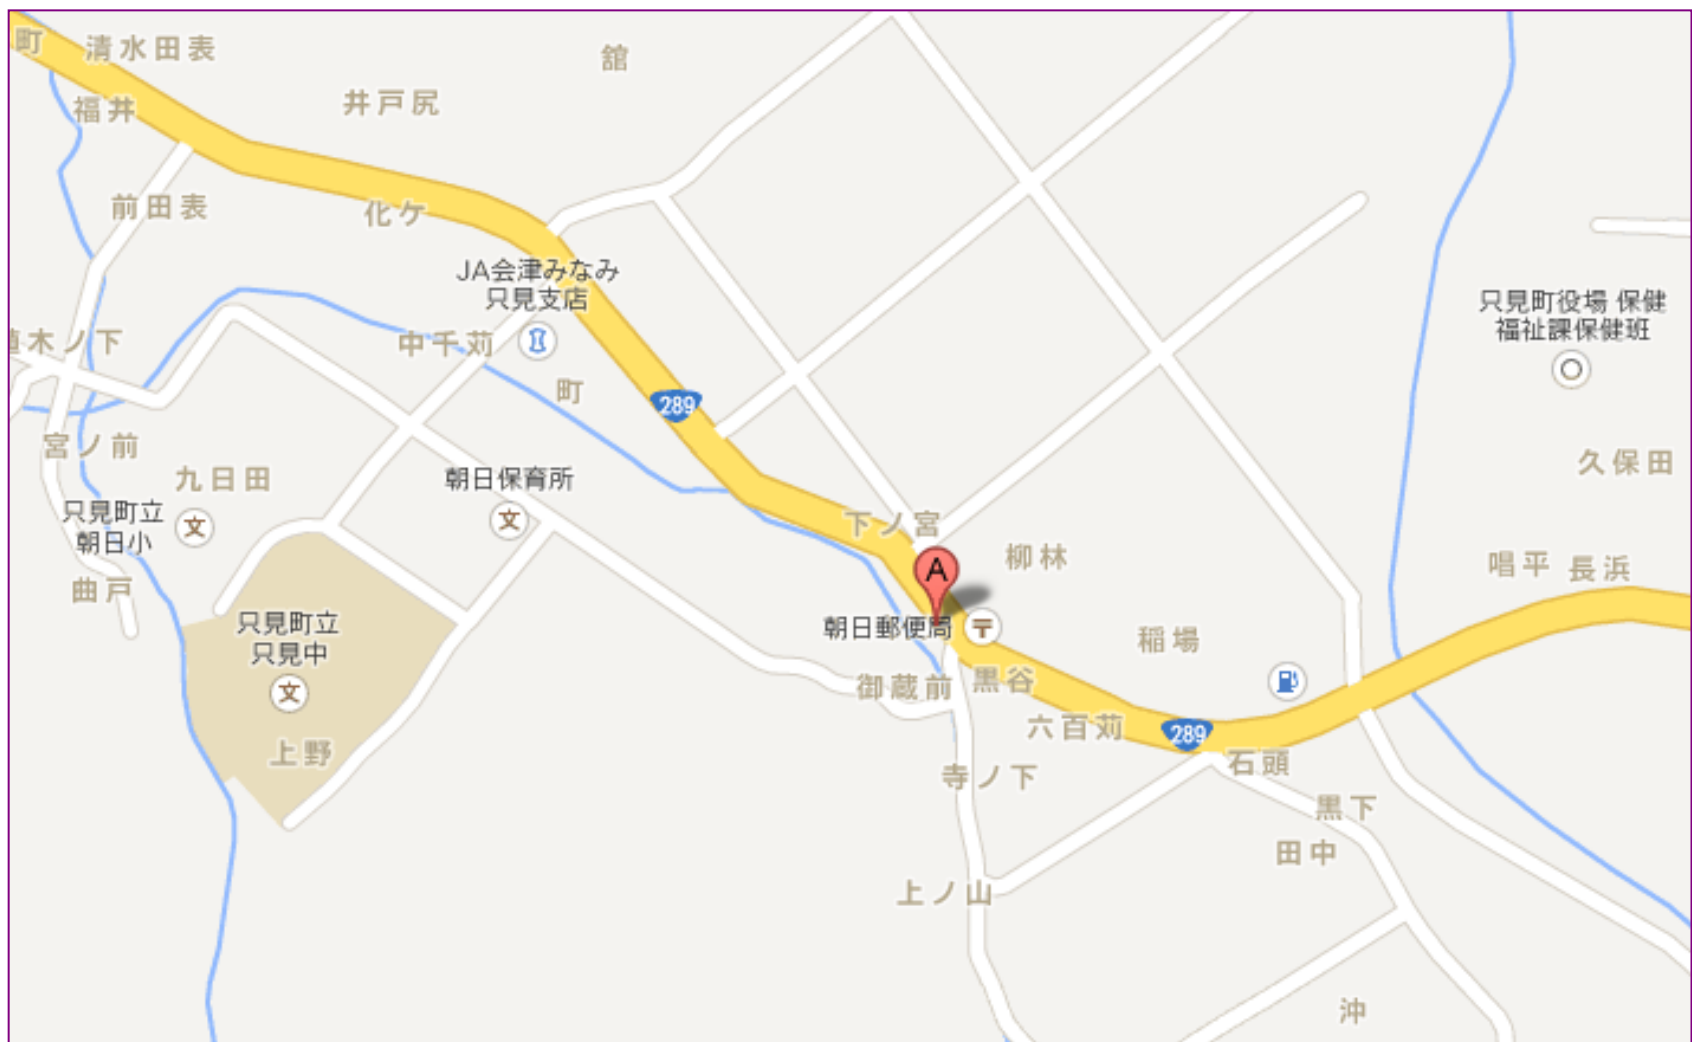 町
清水田表
舘
福井
井戸尻
前田表
化ケ
JA会津みなみ
只見支店
只見町役場 保健
福祉課保健班
植木ノ下
中千苅
町
289
宮ノ前
九日田
朝日保育所
久保田
只見町立
朝日小
文
文
下ノ宮
柳林
唱平
長浜
曲戸
A
只見町立
只見中
文
朝日郵便局
〒
稲場
御蔵前
黒谷
六百苅
289
上野
寺ノ下
石頭
黒下
田中
上ノ山
沖